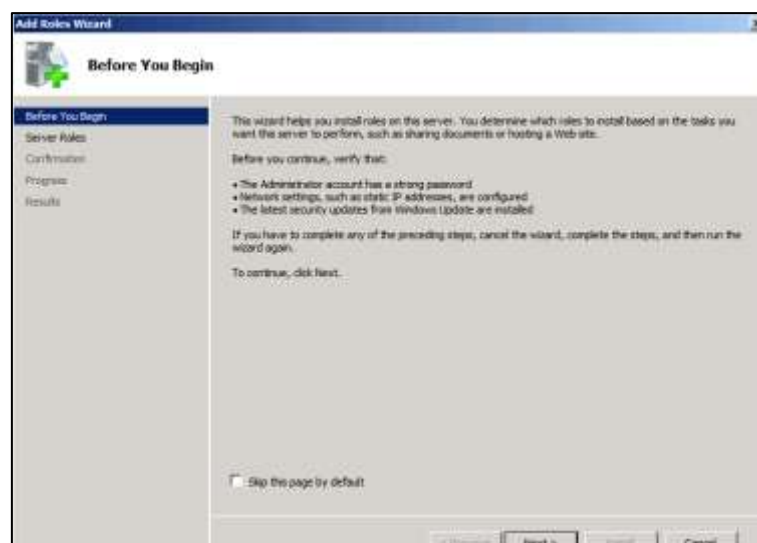 Add Roles Wizard
Before You Begin
Before You Begin
Server Roles
Confirmation
Progress
Results
This wizard helps you install roles on this server. You determine which roles to install based on the tasks you
want this server to perform, such as sharing documents or hosting a Web site.
Before you continue, verify that:
• The Administrator account has a strong password
• Network settings, such as static IP addresses, are configured
• The latest security updates from Windows Update are installed
If you have to complete any of the preceding steps, cancel the wizard, complete the steps, and then run the
wizard again.
To continue, click Next.
Skip this page by default
Next >
Cancel